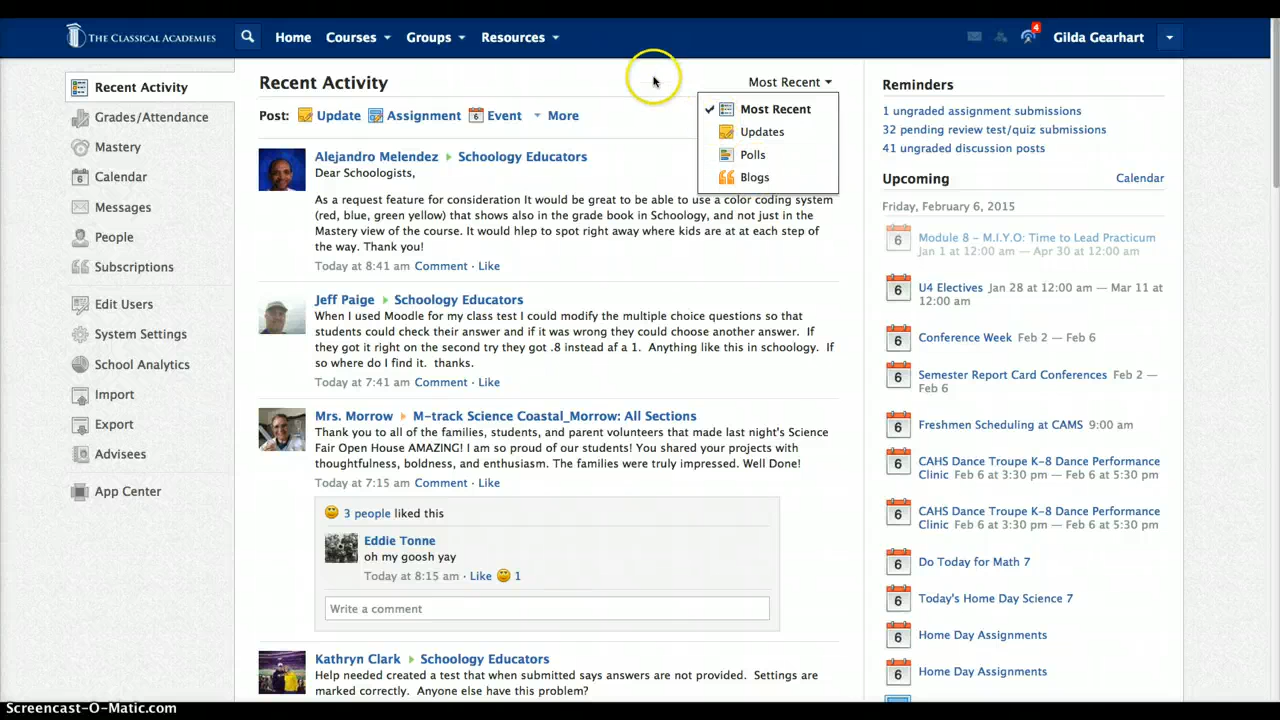 THE CLASSICAL ACADEMIES
Home
Courses
Groups
Resources
4
Gilda Gearhart
Recent Activity
Grades/Attendance
Mastery
6
Calendar
Messages
People
Subscriptions
Edit Users
System Settings
School Analytics
Import
Export
Advisees
App Center
Recent Activity
Most Recent
Post: Update Assignment 6 Event More
Most Recent
Updates
Polls
Blogs
Alejandro Melendez Schoology Educators
Dear Schoologists,
As a request feature for consideration It would be great to be able to use a color coding system
(red, blue, green yellow) that shows also in the grade book in Schoology, and not just in the
Mastery view of the course. It would hlep to spot right away where kids are at at each step of
the way. Thank you!
Today at 8:41 am Comment · Like
Jeff Paige Schoology Educators
When I used Moodle for my class test I could modify the multiple choice questions so that
students could check their answer and if it was wrong they could choose another answer. If
they got it right on the second try they got .8 instead af a 1. Anything like this in schoology. If
so where do I find it. thanks.
Today at 7:41 am Comment · Like
Mrs. Morrow M-track Science Coastal_Morrow: All Sections
Thank you to all of the families, students, and parent volunteers that made last night's Science
Fair Open House AMAZING! I am so proud of our students! You shared your projects with
thoughtfulness, boldness, and enthusiasm. The families were truly impressed. Well Done!
Today at 7:15 am Comment · Like
3 people liked this
Eddie Tonne
oh my goosh yay
Today at 8:15 am · Like 1
Write a comment
Kathryn Clark Schoology Educators
Help needed created a test that when submitted says answers are not provided. Settings are
marked correctly. Anyone else have this problem?
Reminders
1 ungraded assignment submissions
32 pending review test/quiz submissions
41 ungraded discussion posts
Upcoming
Calendar
Friday, February 6, 2015
6
Module 8 – M.I.Y.O: Time to Lead Practicum
Jan 1 at 12:00 am — Apr 30 at 12:00 am
6
U4 Electives Jan 28 at 12:00 am — Mar 11 at
12:00 am
6
Conference Week Feb 2 — Feb 6
6
Semester Report Card Conferences Feb 2 —
Feb 6
6
Freshmen Scheduling at CAMS 9:00 am
6
CAHS Dance Troupe K-8 Dance Performance
Clinic Feb 6 at 3:30 pm — Feb 6 at 5:30 pm
6
CAHS Dance Troupe K-8 Dance Performance
Clinic Feb 6 at 3:30 pm — Feb 6 at 5:30 pm
6
Do Today for Math 7
6
Today's Home Day Science 7
6
Home Day Assignments
6
Home Day Assignments
Screencast-O-Matic.com